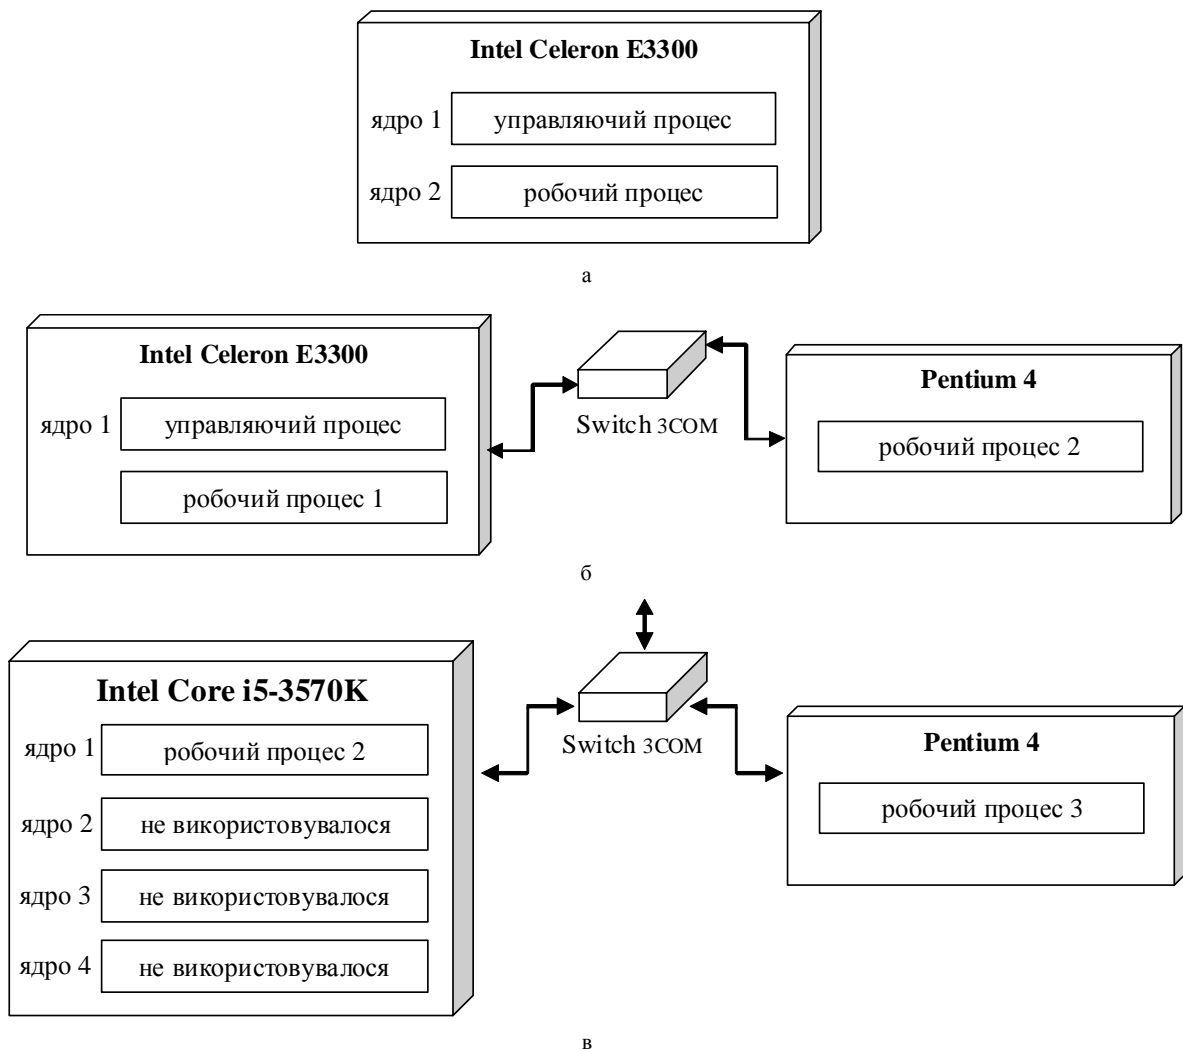 Intel Celeron E3300
ядро 1 управляючий процес
ядро 2 робочий процес
а
Intel Celeron E3300
ядро 1 управляючий процес
робочий процес 1
Switch 3COM
Pentium 4
робочий процес 2
б
Intel Core i5-3570K
ядро 1 робочий процес 2
ядро 2 не використовувалося
ядро 3 не використовувалося
ядро 4 не використовувалося
Switch 3COM
Pentium 4
робочий процес 3
в